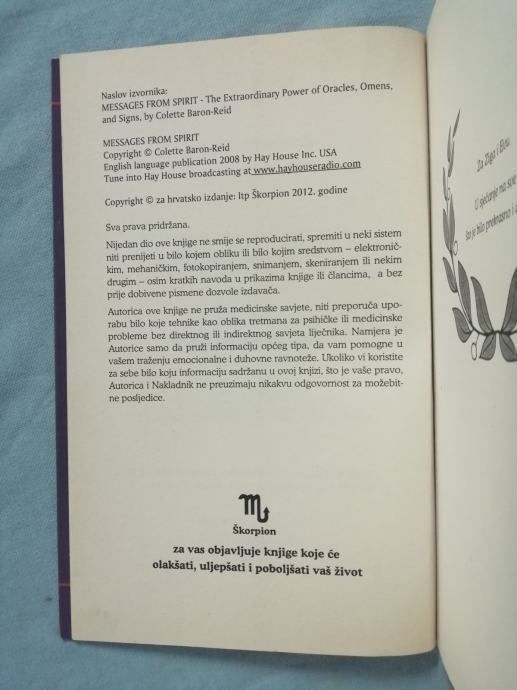 Naslov izvornika:
MESSAGES FROM SPIRIT - The Extraordinary Power of Oracles, Omens,
and Signs, by Colette Baron-Reid
MESSAGES FROM SPIRIT
Copyright © Colette Baron-Reid
English language publication 2008 by Hay House Inc. USA
Tune into Hay House broadcasting at www.hayhouseradio.com
Copyright © za hrvatsko izdanje: Itp Škorpion 2012. godine
Sva prava pridržana.
Nijedan dio ove knjige ne smije se reproducirati, spremiti u neki sistem
niti prenijeti u bilo kojem obliku ili bilo kojim sredstvom – elektronič-
kim, mehaničkim, fotokopiranjem, snimanjem, skeniranjem ili nekim
drugim – osim kratkih navoda u prikazima knjige ili člancima, a bez
prije dobivene pismene dozvole izdavača.
Autorica ove knjige ne pruža medicinske savjete, niti preporuča upo-
rabu bilo koje tehnike kao oblika tretmana za psihičke ili medicinske
probleme bez direktnog ili indirektnog savjeta liječnika. Namjera je
Autorice samo da pruži informaciju općeg tipa, da vam pomogne u
vašem traženju emocionalne i duhovne ravnoteže. Ukoliko vi koristite
za sebe bilo koju informaciju sadržanu u ovoj knjizi, što je vaše pravo,
Autorica i Nakladnik ne preuzimaju nikakvu odgovornost za možebit-
ne posljedice.
Škorpion
za vas objavljuje knjige koje će
olakšati, uljepšati i poboljšati vaš život
U sjećanje na sve
što je bilo prekrasno i